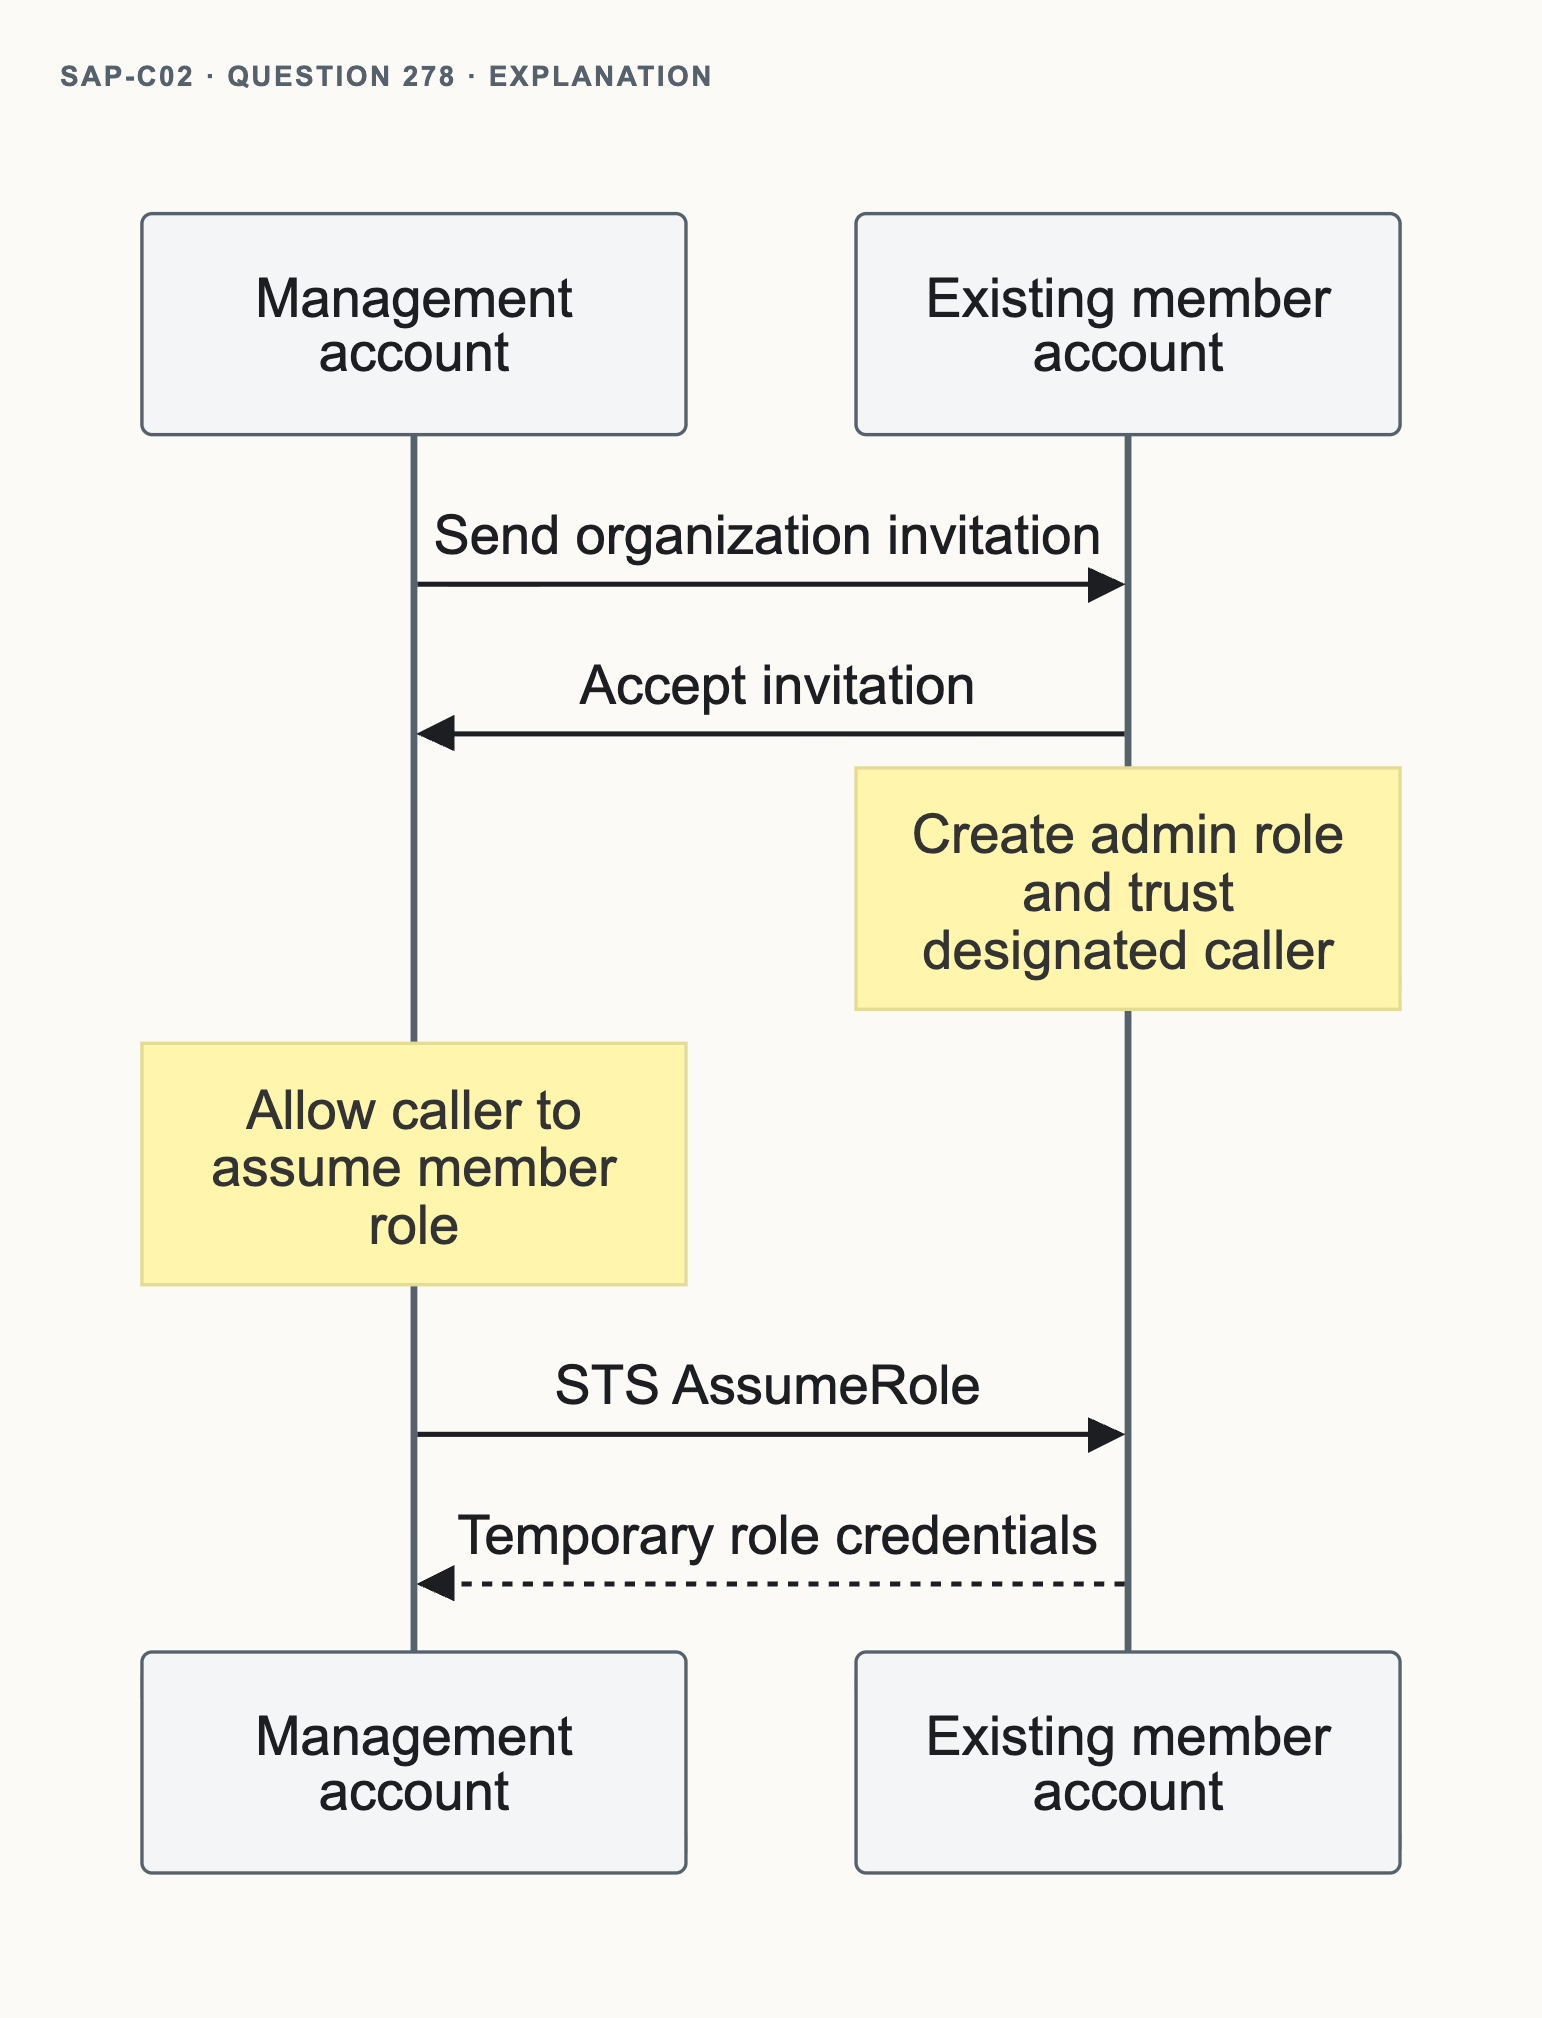 SAP-C02 · QUESTION 278 · EXPLANATION
Management
account
Existing member
account
Send organization invitation
Accept invitation
Create admin role
and trust
designated caller
Allow caller to
assume member
role
STS AssumeRole
Temporary role credentials
Management
account
Existing member
account